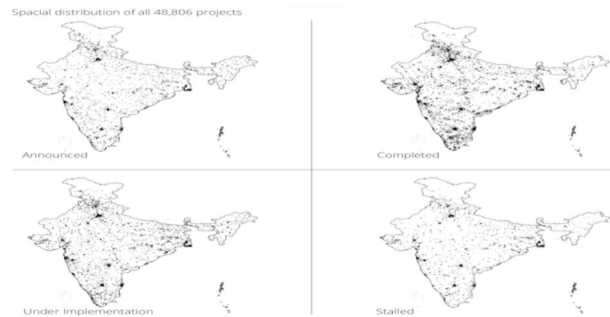 Spacial distribution of all 48,806 projects
Announced
Completed
Under Implementation
Stalled